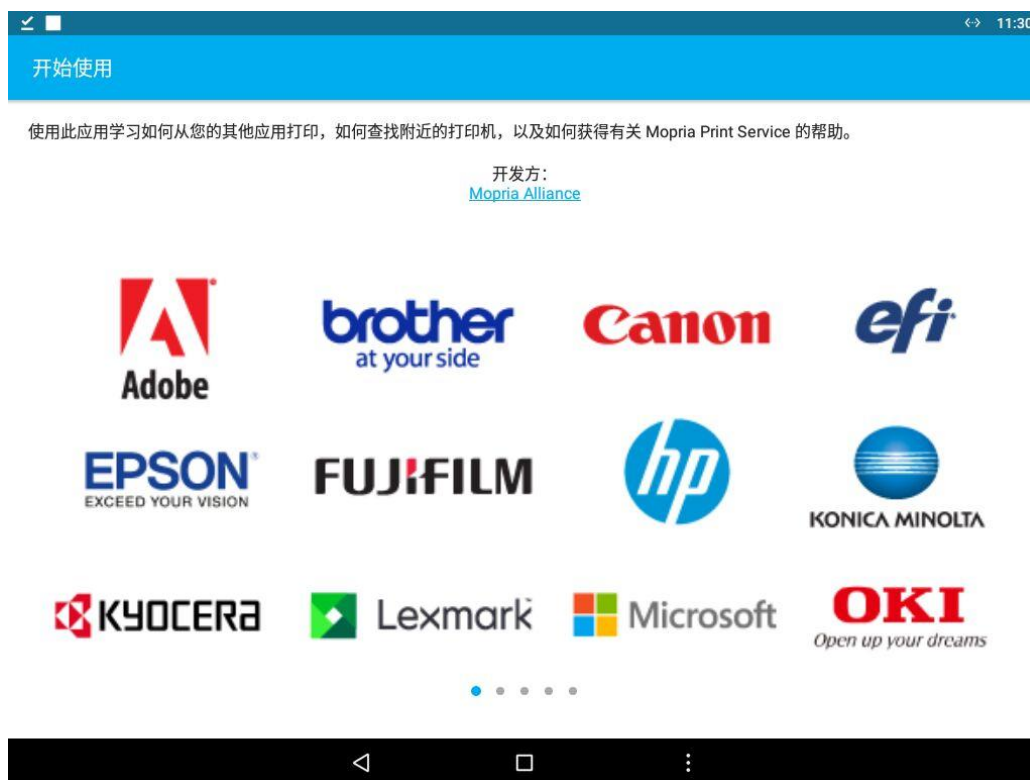 11:30
开始使用
使用此应用学习如何从您的其他应用打印，如何查找附近的打印机，以及如何获得有关 Mopria Print Service 的帮助。
开发方：
Mopria Alliance
Adobe
brother
at your side
Canon
efi
EPSON
EXCEED YOUR VISION
FUJIFILM
hp
KONICA MINOLTA
KYOCERA
Lexmark
Microsoft
OKI
Open up your dreams